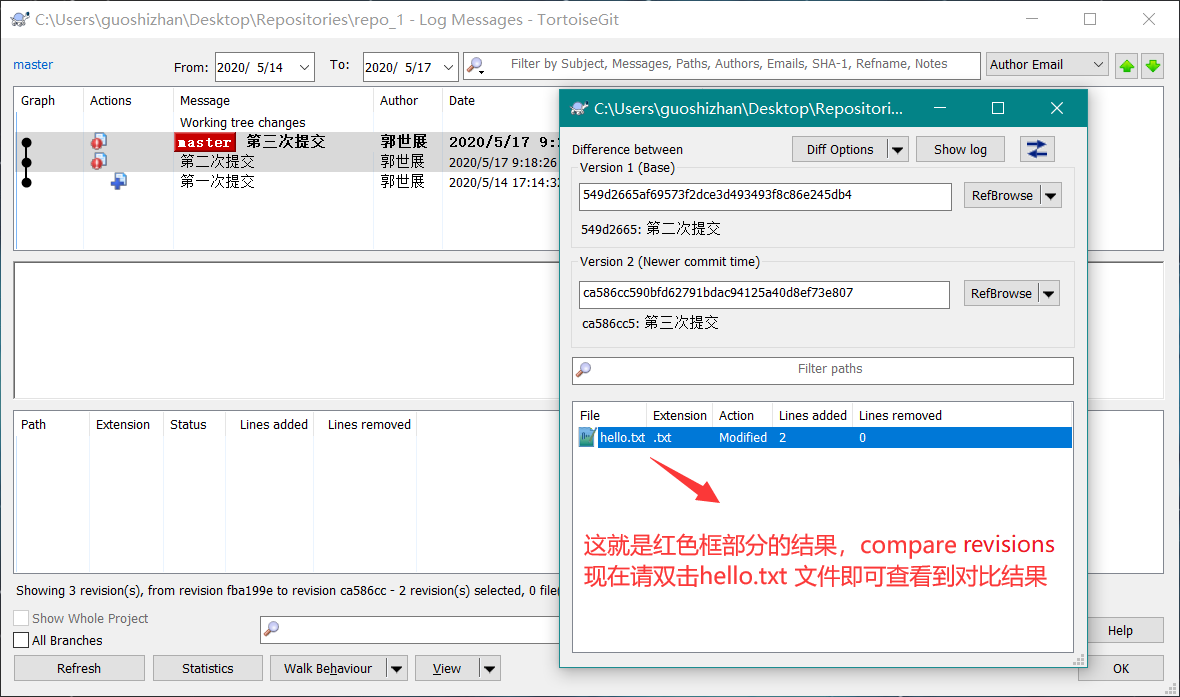 C:\Users\guoshizhan\Desktop\Repositories\repo_1 - Log Messages - TortoiseGit
master
From: 2020/ 5/14 To: 2020/ 5/17 Filter by Subject, Messages, Paths, Authors, Emails, SHA-1, Refname, Notes Author Email
Graph Actions Message Author Date
Working tree changes
master 第三次提交 郭世展 2020/5/17 9:
第二次提交 郭世展 2020/5/17 9:18:26
第一次提交 郭世展 2020/5/14 17:14:3
Path Extension Status Lines added Lines removed
Showing 3 revision(s), from revision fba199e to revision ca586cc - 2 revision(s) selected, 0 file(
Show Whole Project
All Branches
Refresh Statistics Walk Behaviour View
Help
OK
C:\Users\guoshizhan\Desktop\Repositori...
Difference between Diff Options Show log
Version 1 (Base)
549d2665af69573f2dce3d493493f8c86e245db4 RefBrowse
549d2665: 第二次提交
Version 2 (Newer commit time)
ca586cc590bfd62791bdac94125a40d8ef73e807 RefBrowse
ca586cc5: 第三次提交
Filter paths
File Extension Action Lines added Lines removed
hello.txt .txt Modified 2 0
这就是红色框部分的结果，compare revisions
现在请双击hello.txt 文件即可查看到对比结果